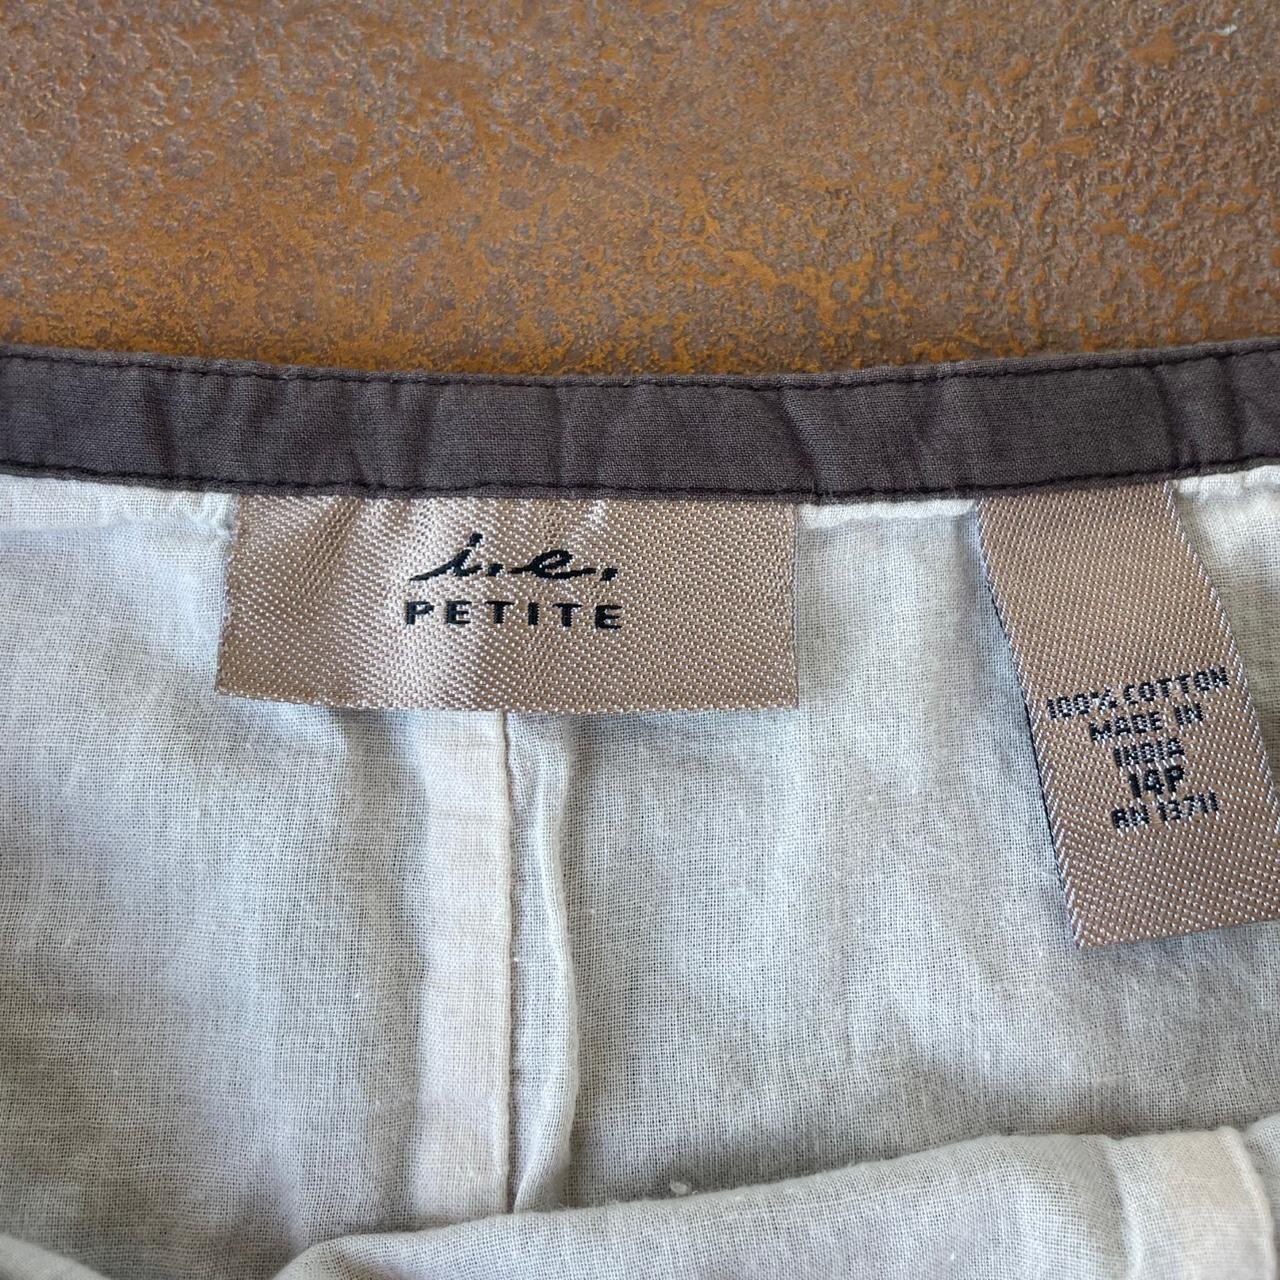 i.e.
PETITE
100% COTTON
MADE IN
INDIA
14P
RN 13711